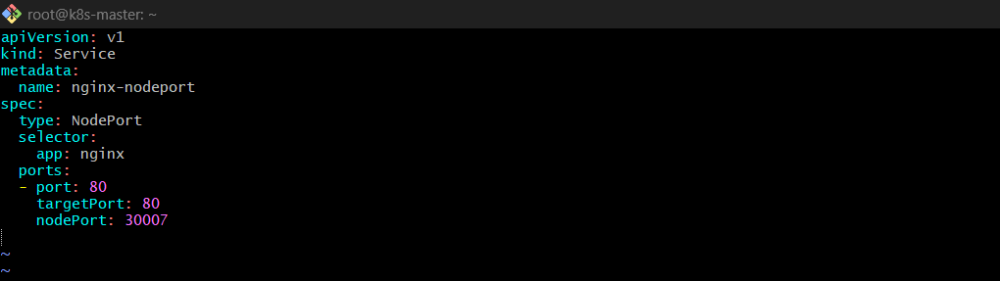 root@k8s-master: ~
apiVersion: v1
kind: Service
metadata:
  name: nginx-nodeport
spec:
  type: NodePort
  selector:
    app: nginx
  ports:
  - port: 80
    targetPort: 80
    nodePort: 30007
~
~